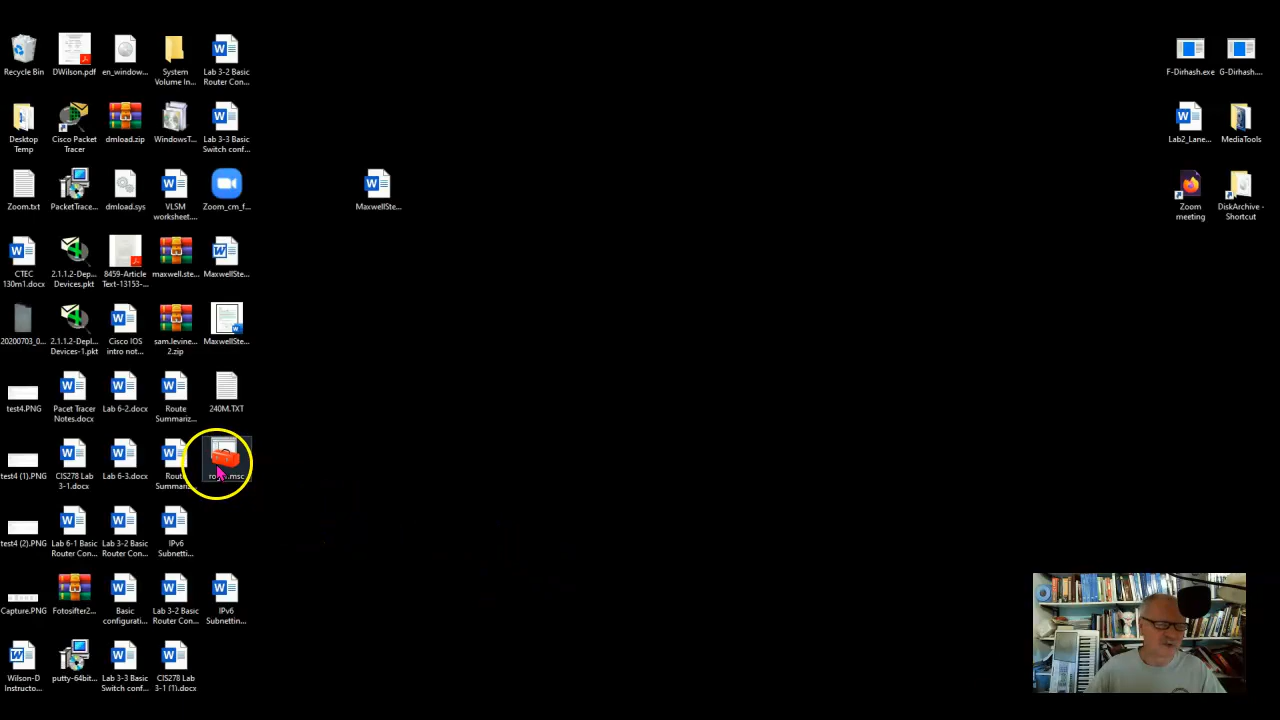 Recycle Bin
DWilson.pdf
en_window...
System
Volume In...
Lab 3-2 Basic
Router Con...
F-Dirhash.exe
G-Dirhash....
Desktop
Temp
Cisco Packet
Tracer
dmload.zip
WindowsT...
Lab 3-3 Basic
Switch conf...
Lab2_Lane...
MediaTools
Zoom.txt
PacketTrace...
dmload.sys
VLSM
worksheet....
Zoom_cm_f...
MaxwellSte...
Zoom
meeting
DiskArchive -
Shortcut
CTEC
130m1.docx
2.1.1.2-Dep...
Devices.pkt
8459-Article
Text-13153-...
maxwell.ste...
MaxwellSte...
20200703_0...
2.1.1.2-Depl...
Devices-1.pkt
Cisco IOS
intro not...
sam.levine...
2.zip
MaxwellSte...
test4.PNG
Pacet Tracer
Notes.docx
Lab 6-2.docx
Route
Summariz...
240M.TXT
test4 (1).PNG
CIS278 Lab
3-1.docx
Lab 6-3.docx
Summariz...
test4 (2).PNG
Lab 6-1 Basic
Router Con...
Lab 3-2 Basic
Router Con...
IPv6
Subnetti...
Capture.PNG
Fotosifter2...
Basic
configurati...
Lab 3-2 Basic
Router Con...
IPv6
Subnettin...
Wilson-D
Instructo...
putty-64bit...
Lab 3-3 Basic
Switch conf...
CIS278 Lab
3-1 (1).docx